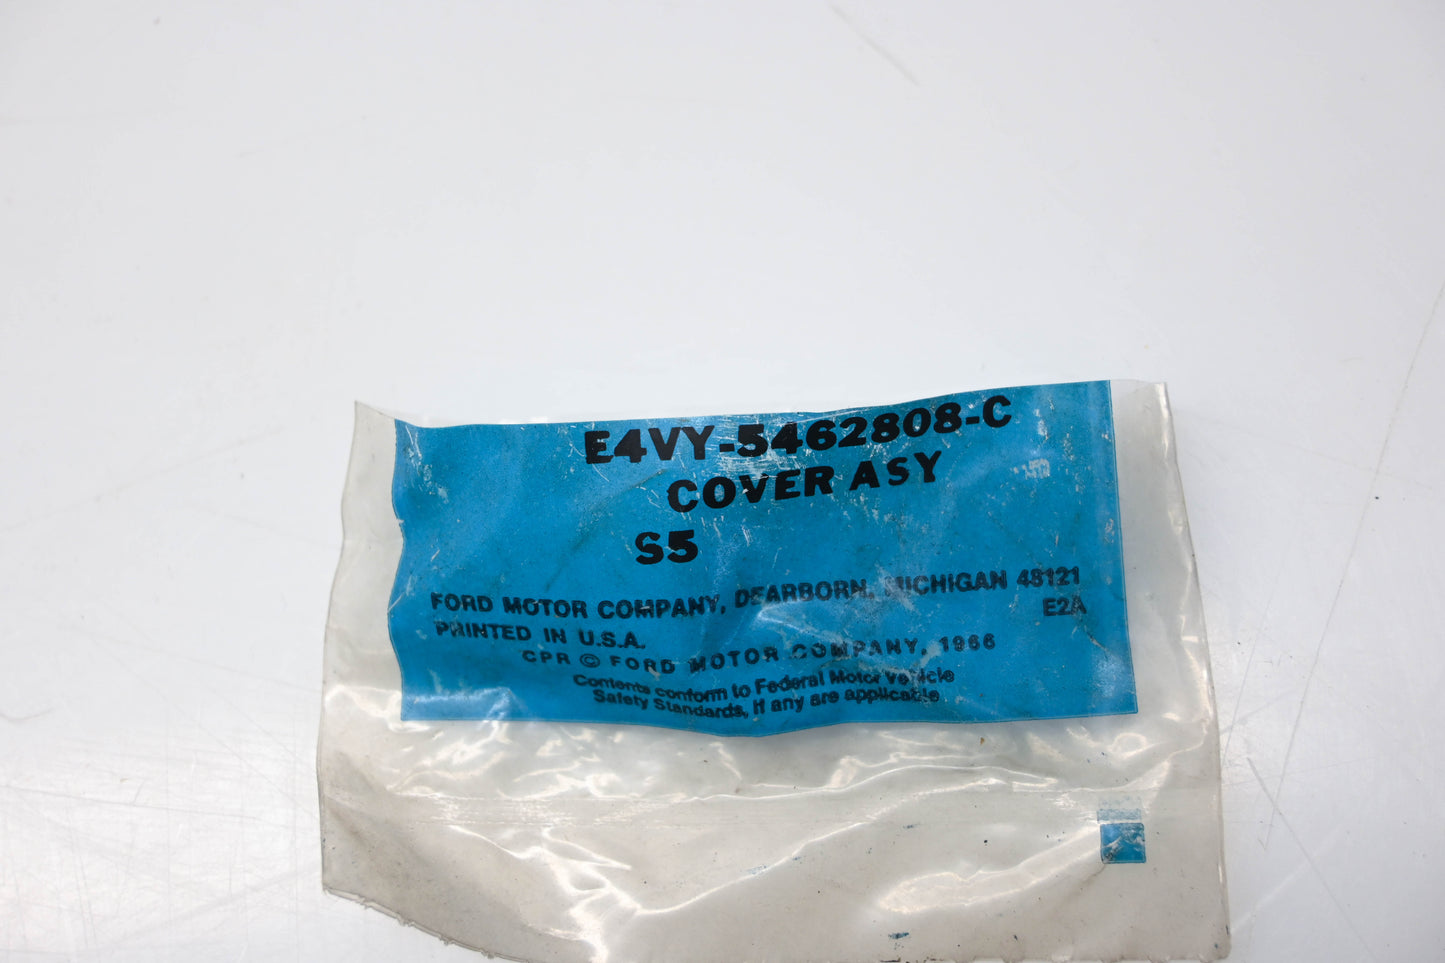 E4VY-5462808-C
COVER ASY
S5
FORD MOTOR COMPANY, DEARBORN, MICHIGAN 48121
E2A
PRINTED IN U.S.A.
CPR © FORD MOTOR COMPANY, 1966
Contents conform to Federal Motor Vehicle
Safety Standards, if any are applicable